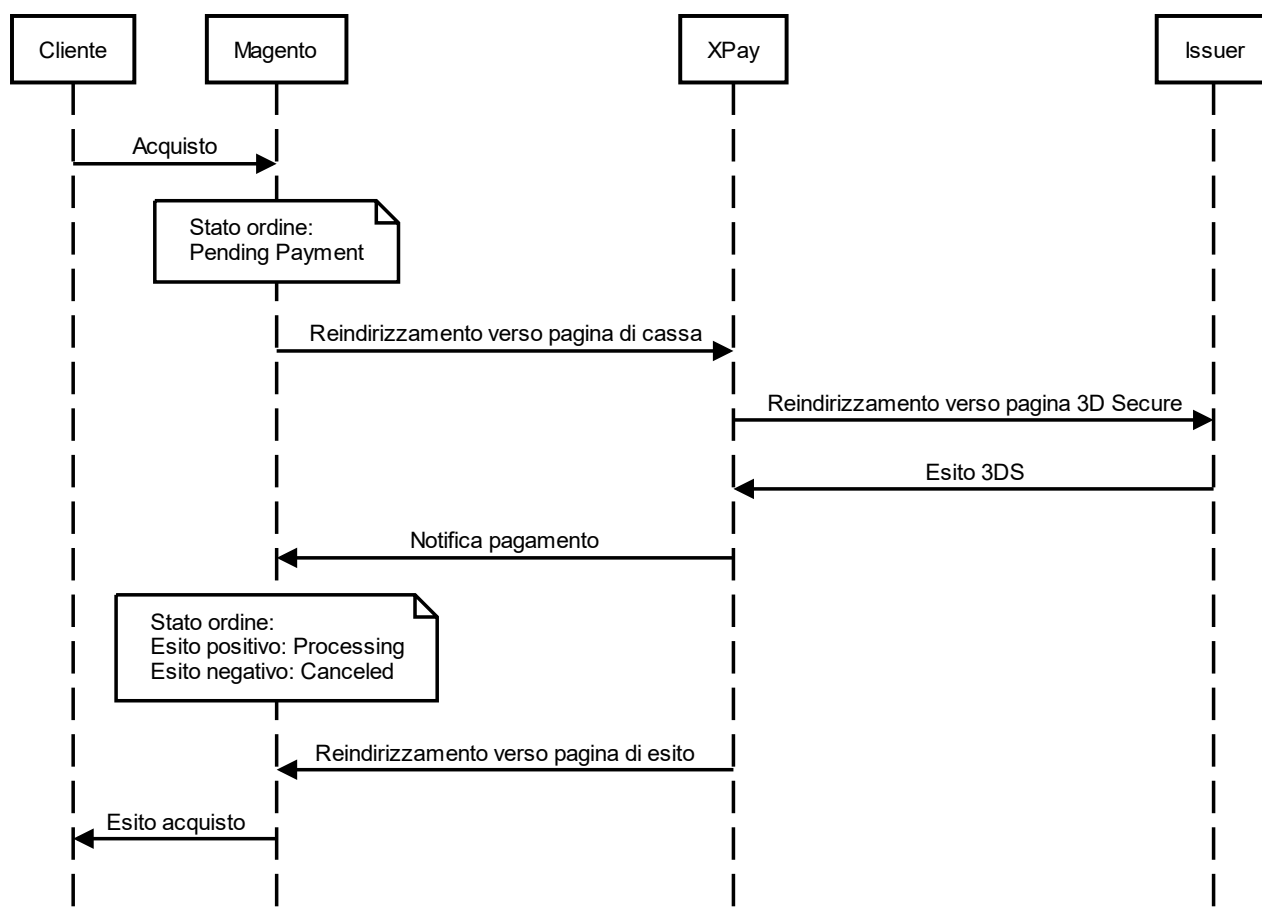 Cliente
Magento
XPay
Issuer
Acquisto
Stato ordine:
Pending Payment
Reindirizzamento verso pagina di cassa
Reindirizzamento verso pagina 3D Secure
Esito 3DS
Notifica pagamento
Stato ordine:
Esito positivo: Processing
Esito negativo: Canceled
Reindirizzamento verso pagina di esito
Esito acquisto